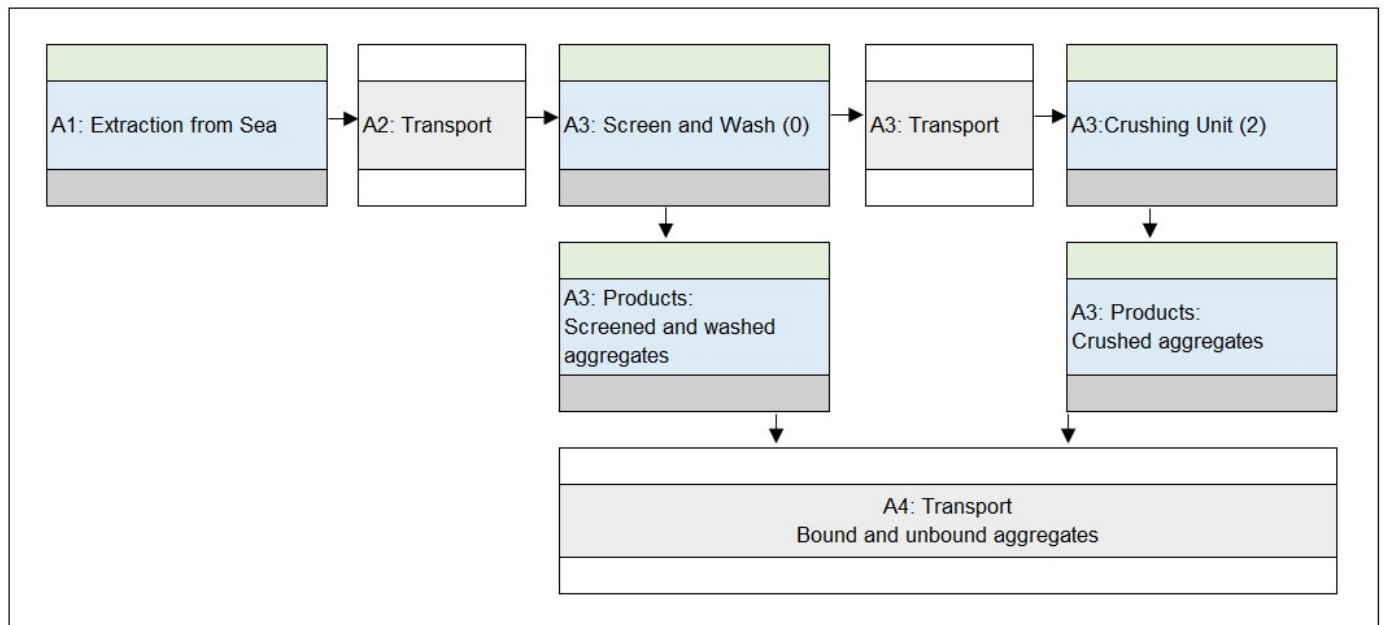 A1: Extraction from Sea
A2: Transport
A3: Screen and Wash (0)
A3: Transport
A3:Crushing Unit (2)
A3: Products:
Screened and washed
aggregates
A3: Products:
Crushed aggregates
A4: Transport
Bound and unbound aggregates